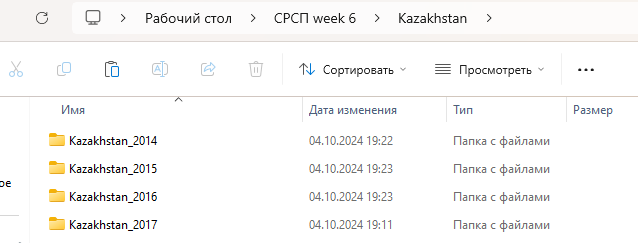 Рабочий стол > СРСП week 6 > Kazakhstan >
Сортировать Просмотреть ...
Имя Дата изменения Тип Размер
Kazakhstan_2014 04.10.2024 19:22 Папка с файлами
Kazakhstan_2015 04.10.2024 19:23 Папка с файлами
ое
Kazakhstan_2016 04.10.2024 19:23 Папка с файлами
Kazakhstan_2017 04.10.2024 19:11 Папка с файлами